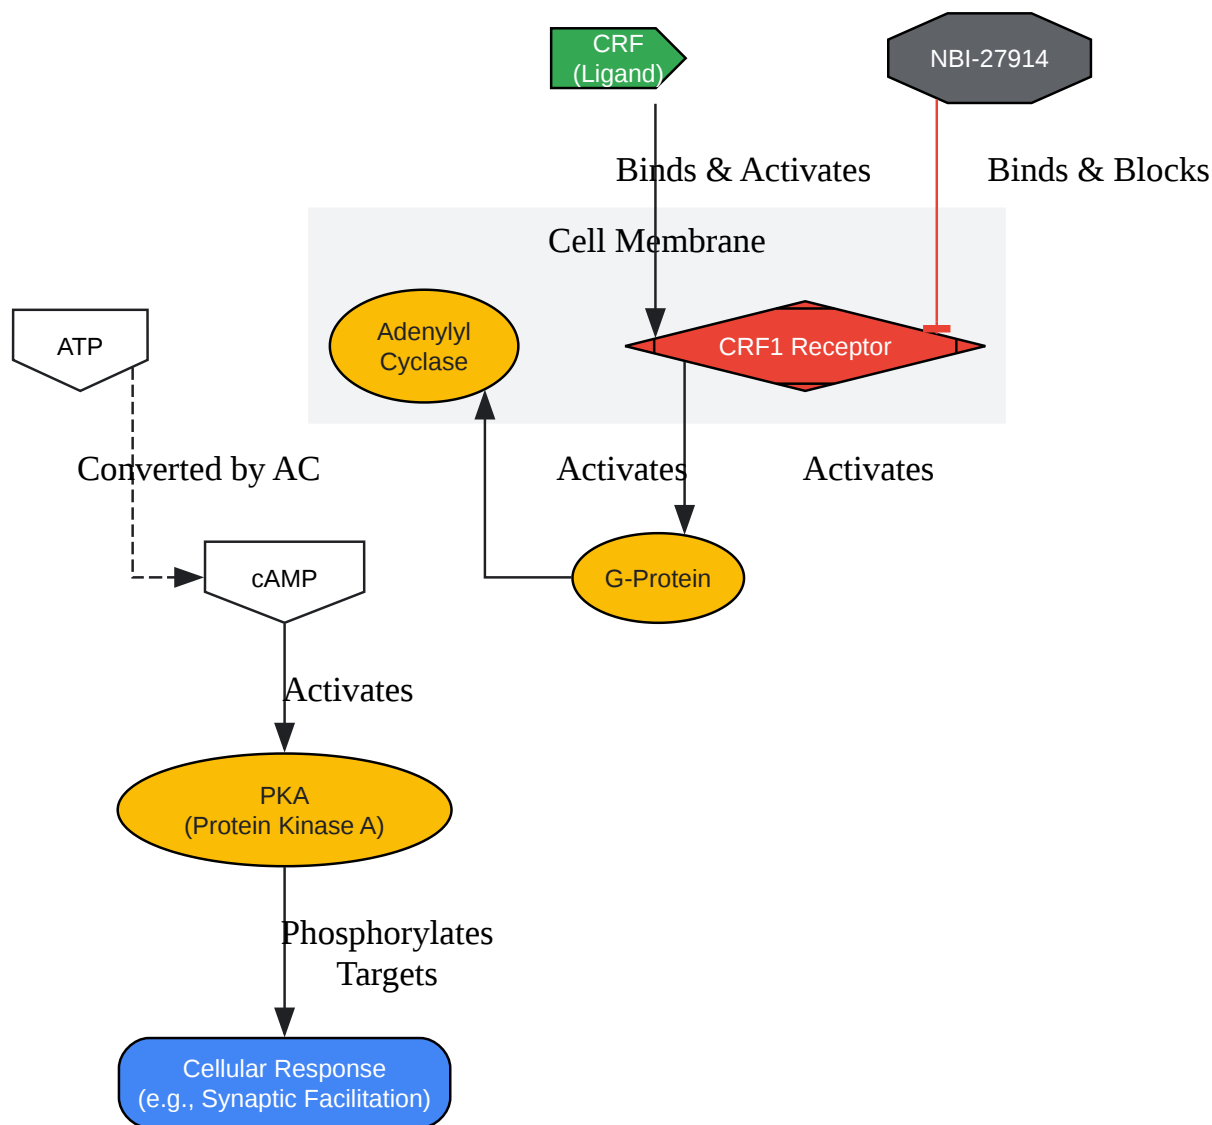 CRF
(Ligand)
NBI-27914
Binds & Activates
Binds & Blocks
Cell Membrane
Adenylyl
Cyclase
CRF1 Receptor
ATP
Converted by AC
Activates
Activates
cAMP
G-Protein
Activates
PKA
(Protein Kinase A)
Phosphorylates
Targets
Cellular Response
(e.g., Synaptic Facilitation)